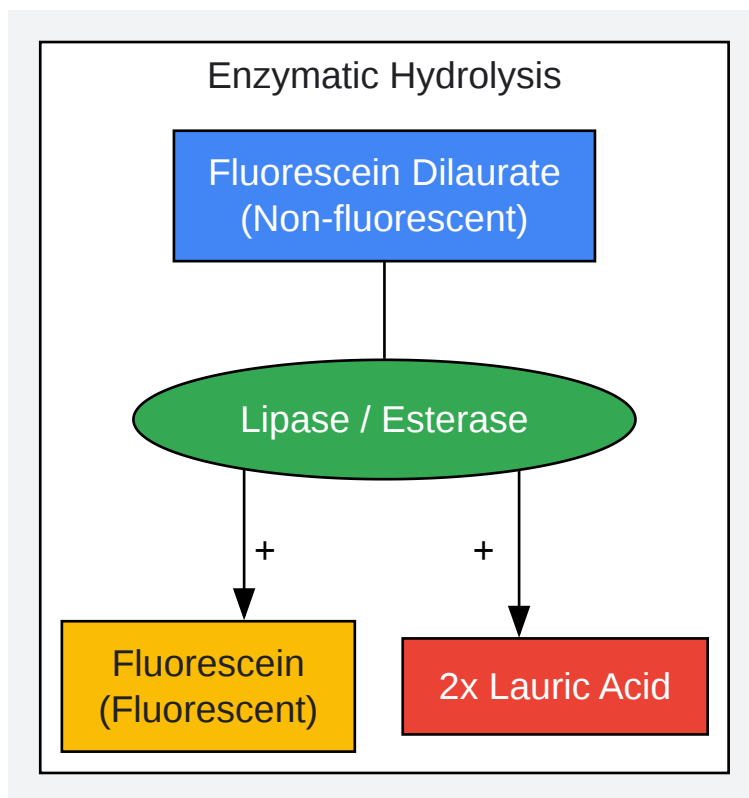 Enzymatic Hydrolysis
Fluorescein Dilaurate
(Non-fluorescent)
Lipase / Esterase
+
+
Fluorescein
(Fluorescent)
2x Lauric Acid